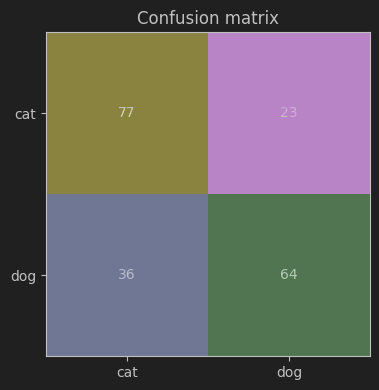 Confusion matrix
cat
77
23
dog
36
64
cat
dog